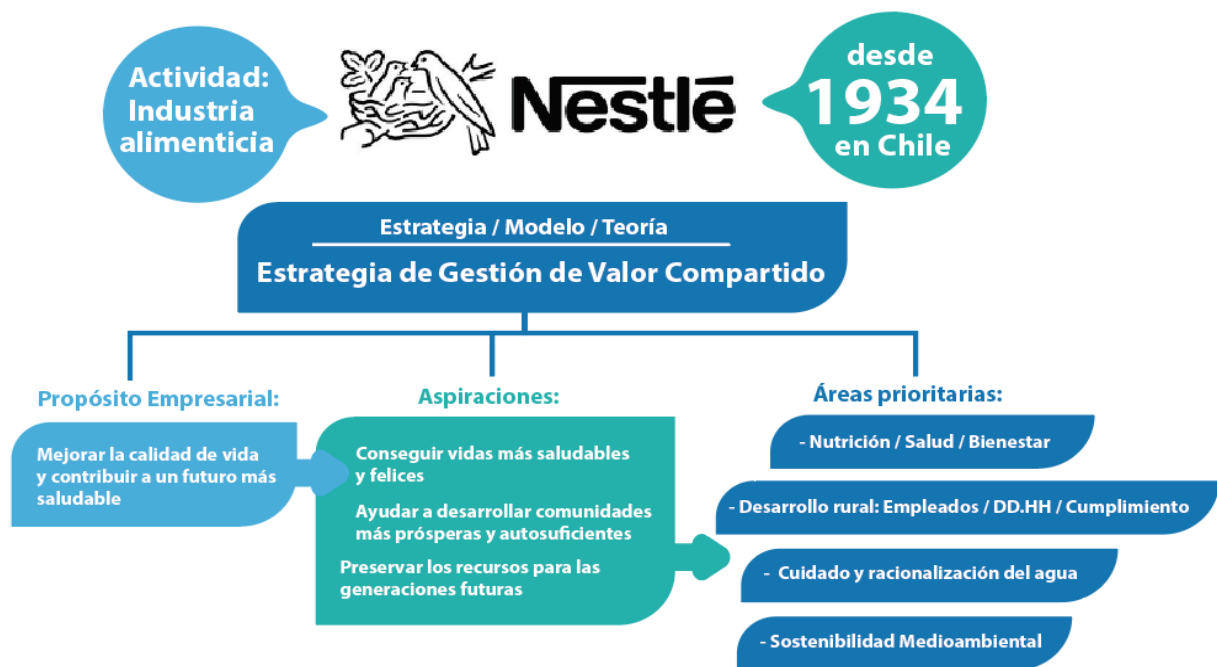 Actividad:
Industria
alimenticia
Nestlé
desde
1934
en Chile
Estrategia / Modelo / Teoría
Estrategia de Gestión de Valor Compartido
Propósito Empresarial:
Mejorar la calidad de vida
y contribuir a un futuro más
saludable
Aspiraciones:
Conseguir vidas más saludables
y felices
Ayudar a desarrollar comunidades
más prósperas y autosuficientes
Preservar los recursos para las
generaciones futuras
Áreas prioritarias:
- Nutrición / Salud / Bienestar
- Desarrollo rural: Empleados / DD.HH / Cumplimiento
- Cuidado y racionalización del agua
- Sostenibilidad Medioambiental